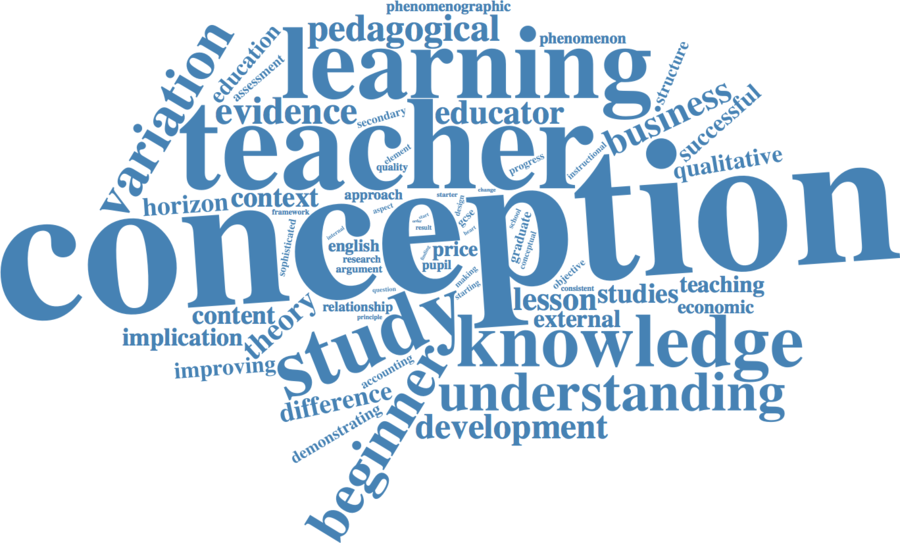 phenomenographic
pedagogical
phenomenon
learning
education
assessment
variation
structure
evidence
secondary
educator
business
successful
teacher
element
quality
progress
instructional
qualitative
horizon
context
approach
starter
change
framework
aspect
design
gcse
school
graduate
conceptual
conception
sophisticated
internal
english
research
argument
result
heart
price
pupil
making
starting
objective
question
consistent
relationship
principle
lesson
studies
teaching
economic
content
theory
external
implication
study
knowledge
improving
accounting
understanding
difference
demonstrating
beginner
development